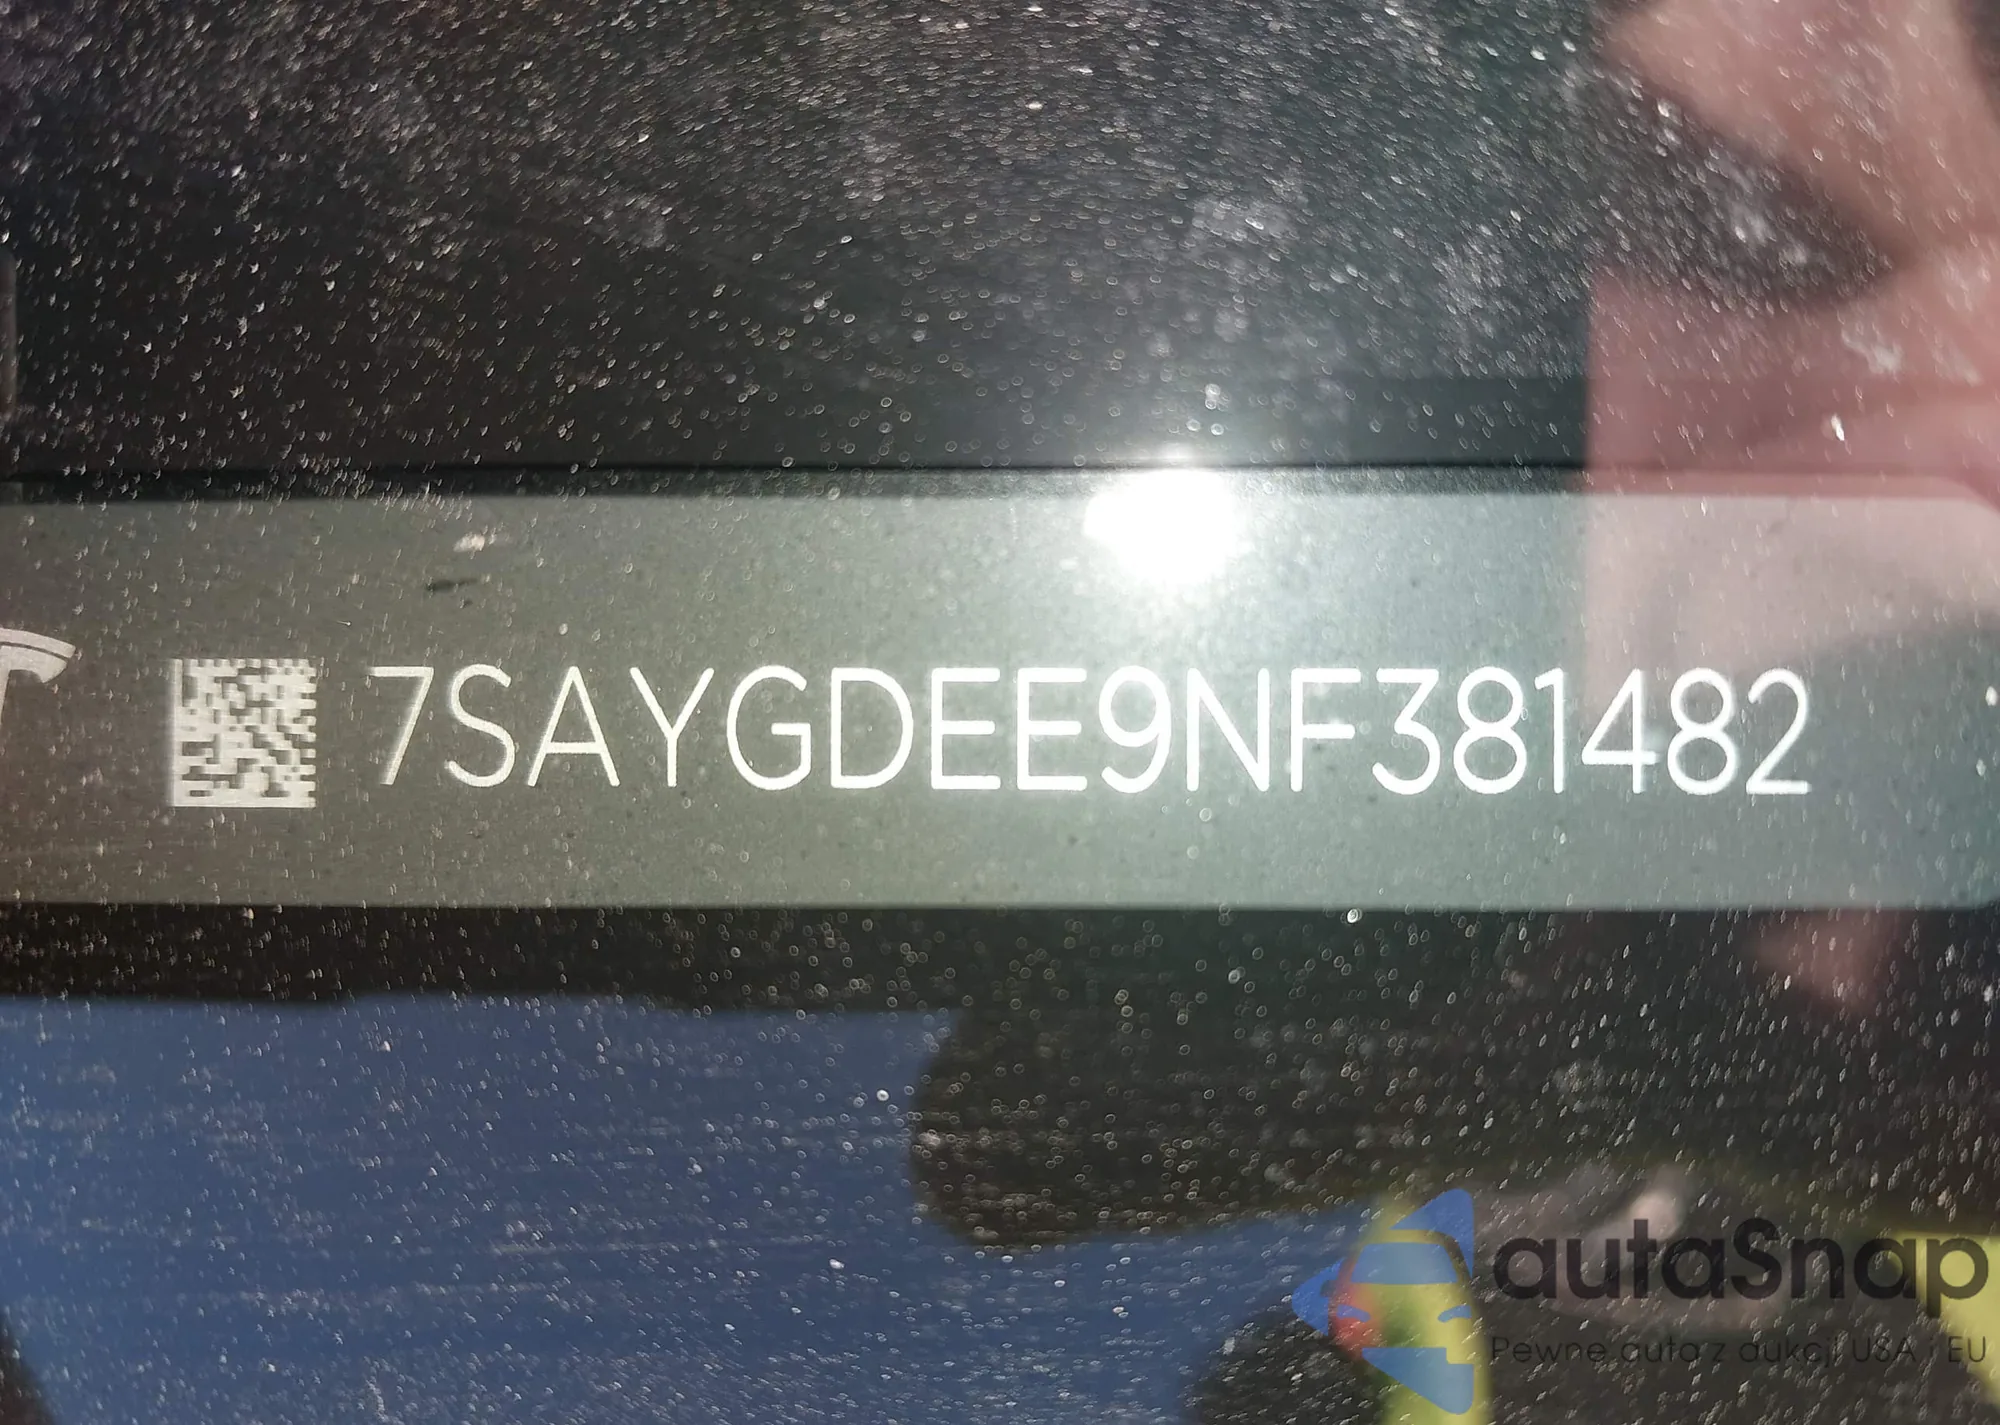 7SAYGDEE9NF381482
autaSnap
Pewne auta z aukcji USA i EU